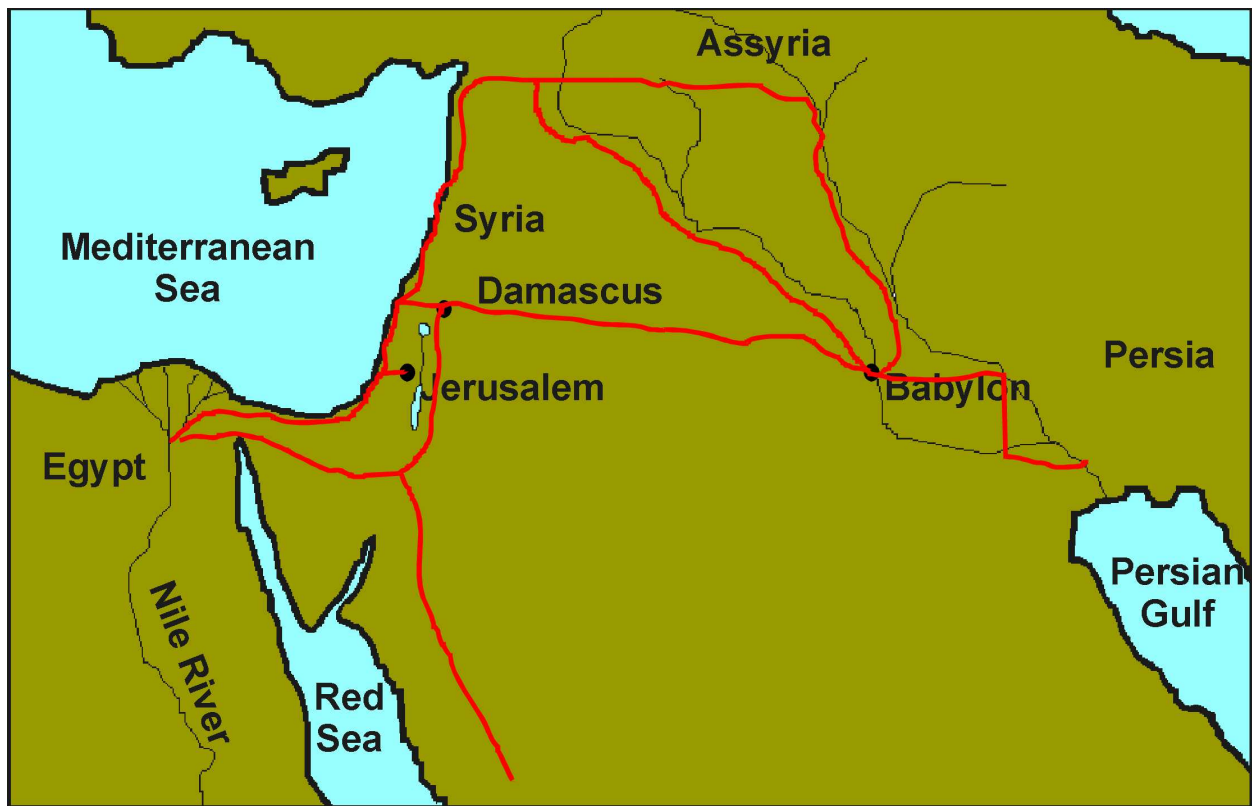 Assyria
Syria
Mediterranean
Sea
Damascus
Persia
Jerusalem
Babylon
Egypt
Persian
Gulf
Nile River
Red
Sea